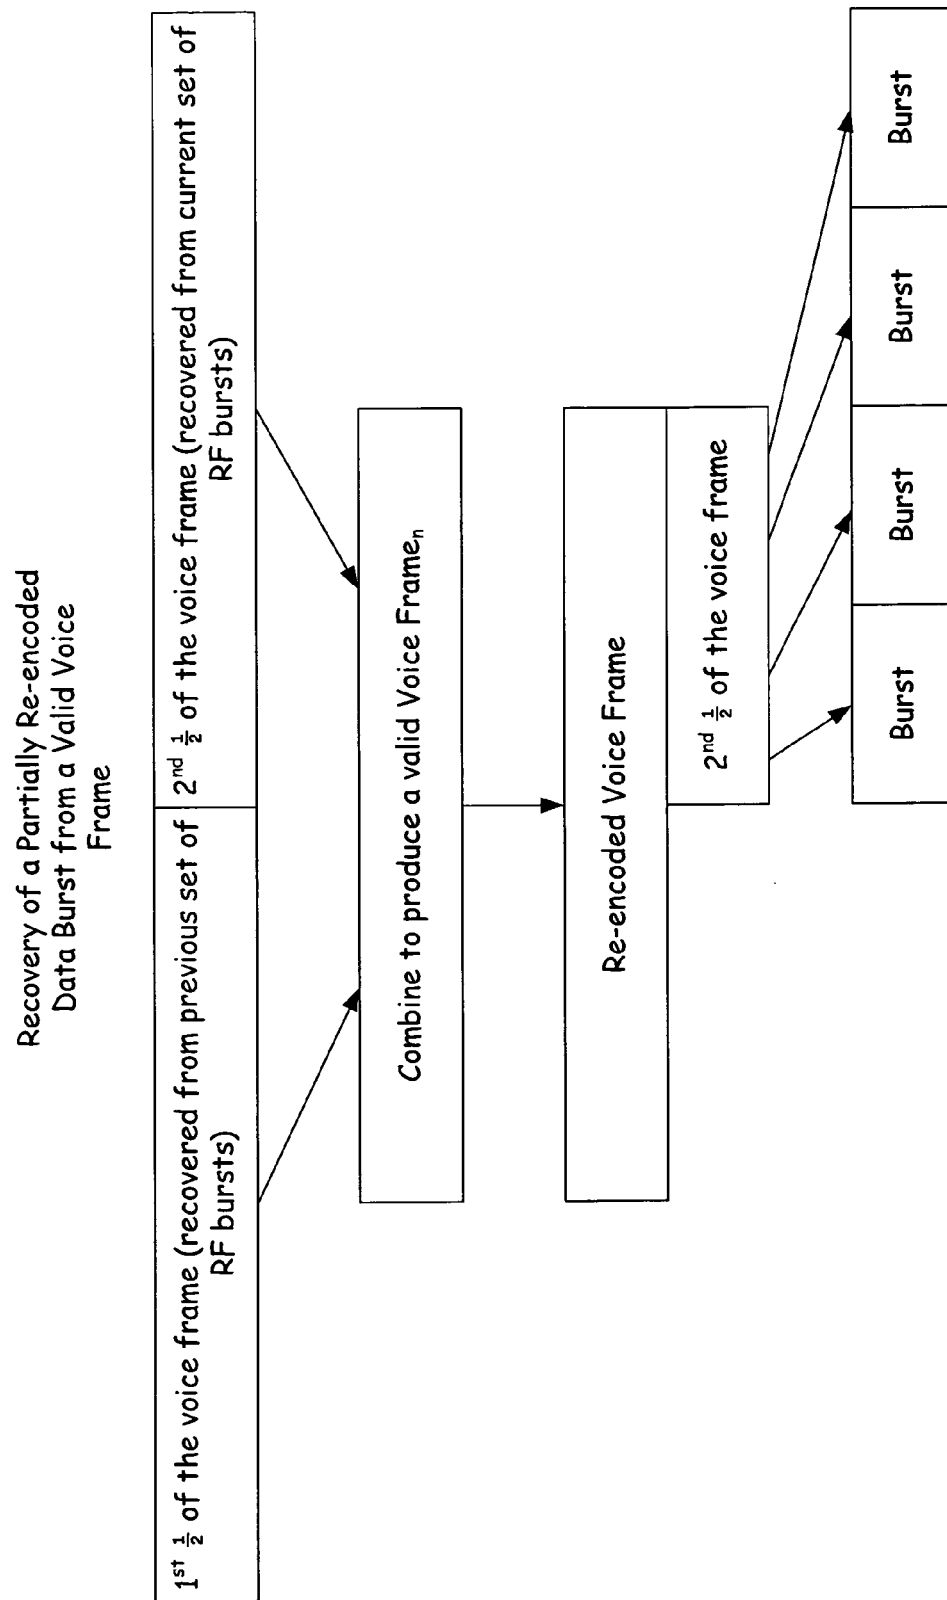 Recovery of a Partially Re-encoded
Data Burst from a Valid Voice
Frame
1st ½ of the voice frame (recovered from previous set of
RF bursts)
2nd ½ of the voice frame (recovered from current set of
RF bursts)
Combine to produce a valid Voice Frameₙ
Re-encoded Voice Frame
2nd ½ of the voice frame
Burst
Burst
Burst
Burst